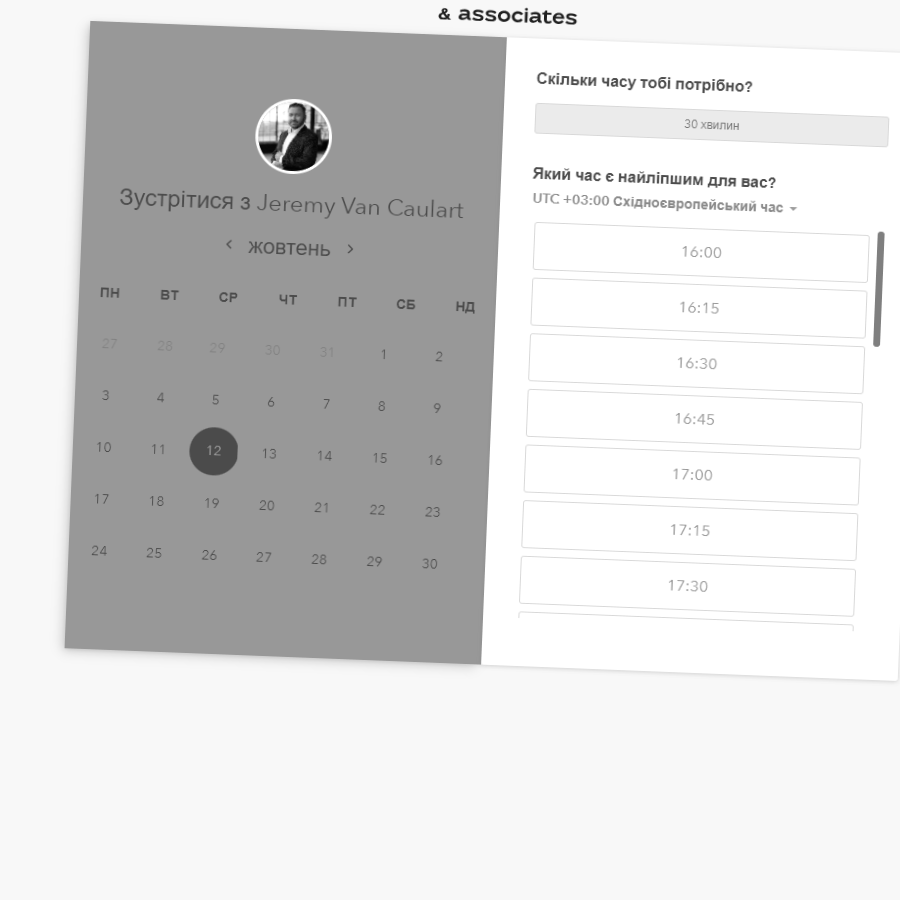 & associates
Зустрітися з Jeremy Van Caulart
жовтень
ПН ВТ СР ЧТ ПТ СБ НД
27 28 29 30 31 1 2
3 4 5 6 7 8 9
10 11 12 13 14 15 16
17 18 19 20 21 22 23
24 25 26 27 28 29 30
Скільки часу тобі потрібно?
30 хвилин
Який час є найліпшим для вас?
UTC +03:00 Східноєвропейський час
16:00
16:15
16:30
16:45
17:00
17:15
17:30